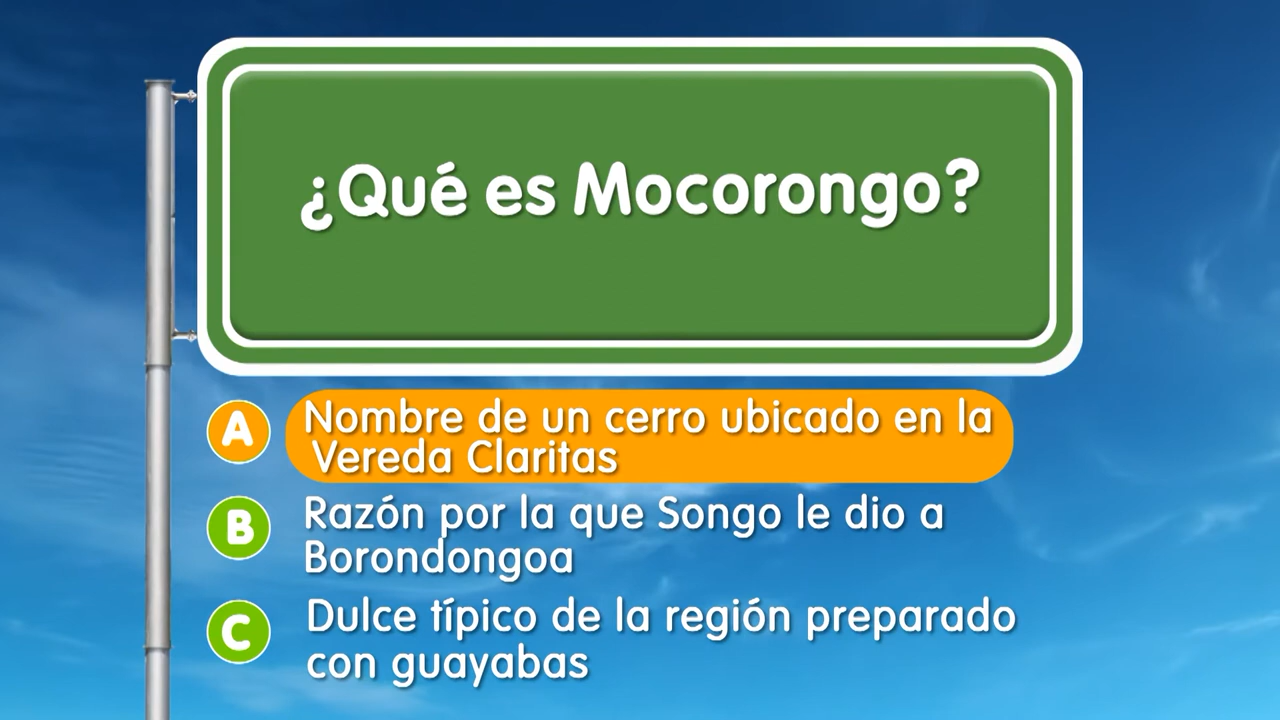 ¿Qué es Mocorongo?
A Nombre de un cerro ubicado en la
Vereda Claritas
B Razón por la que Songo le dio a
Borondongoa
C Dulce típico de la región preparado
con guayabas